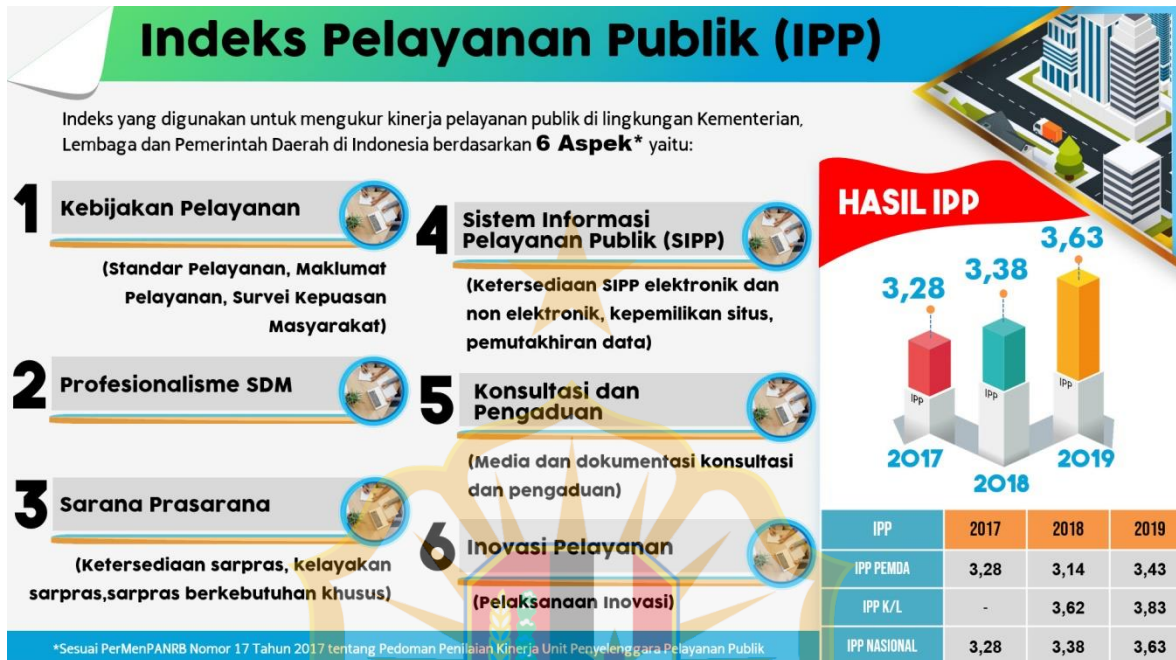 Indeks Pelayanan Publik (IPP)
Indeks yang digunakan untuk mengukur kinerja pelayanan publik di lingkungan Kementerian,
Lembaga dan Pemerintah Daerah di Indonesia berdasarkan 6 Aspek* yaitu:
1 Kebijakan Pelayanan
(Standar Pelayanan, Maklumat
Pelayanan, Survei Kepuasan
Masyarakat)
2 Profesionalisme SDM
3 Sarana Prasarana
(Ketersediaan sarpras, kelayakan
sarpras,sarpras berkebutuhan khusus)
4 Sistem Informasi
Pelayanan Publik (SIPP)
(Ketersediaan SIPP elektronik dan
non elektronik, kepemilikan situs,
pemutakhiran data)
5 Konsultasi dan
Pengaduan
(Media dan dokumentasi konsultasi
dan pengaduan)
6 Inovasi Pelayanan
(Pelaksanaan Inovasi)
*Sesuai PerMenPANRB Nomor 17 Tahun 2017 tentang Pedoman Penilaian Kinerja Unit Penyelenggara Pelayanan Publik
HASIL IPP
3,28 3,38 3,63
IPP IPP IPP
2017 2018 2019
IPP 2017 2018 2019
IPP PEMDA 3,28 3,14 3,43
IPP K/L - 3,62 3,83
IPP NASIONAL 3,28 3,38 3,63